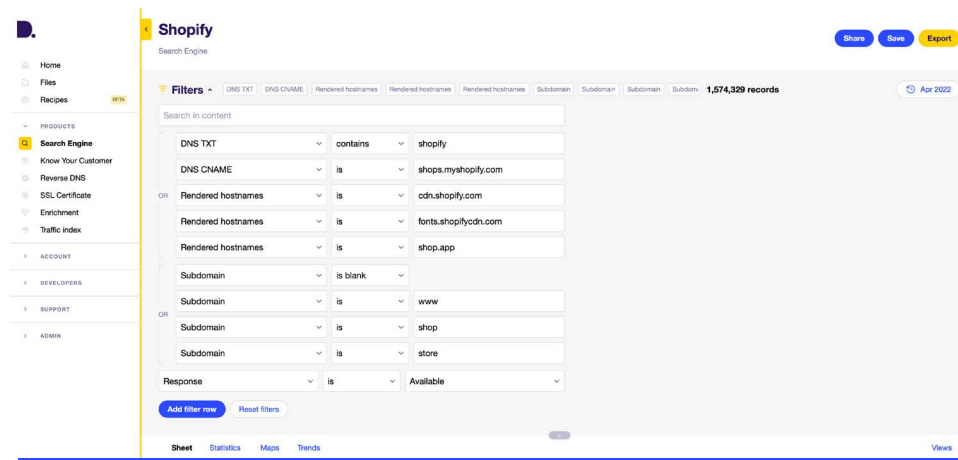 D.
Shopify
Search Engine
Share Save Export
Home
Files
Recipes BETA
PRODUCTS
Search Engine
Know Your Customer
Reverse DNS
SSL Certificate
Enrichment
Traffic index
ACCOUNT
DEVELOPERS
SUPPORT
ADMIN
Filters DNS TXT DNS CNAME Rendered hostnames Rendered hostnames Rendered hostnames Subdomain Subdomain Subdomain Subdom 1,574,329 records Apr 2022
Search in content
DNS TXT contains shopify
DNS CNAME is shops.myshopify.com
OR Rendered hostnames is cdn.shopify.com
Rendered hostnames is fonts.shopifycdn.com
Rendered hostnames is shop.app
Subdomain is blank
Subdomain is www
OR
Subdomain is shop
Subdomain is store
Response is Available
Add filter row Reset filters
Sheet Statistics Maps Trends Views